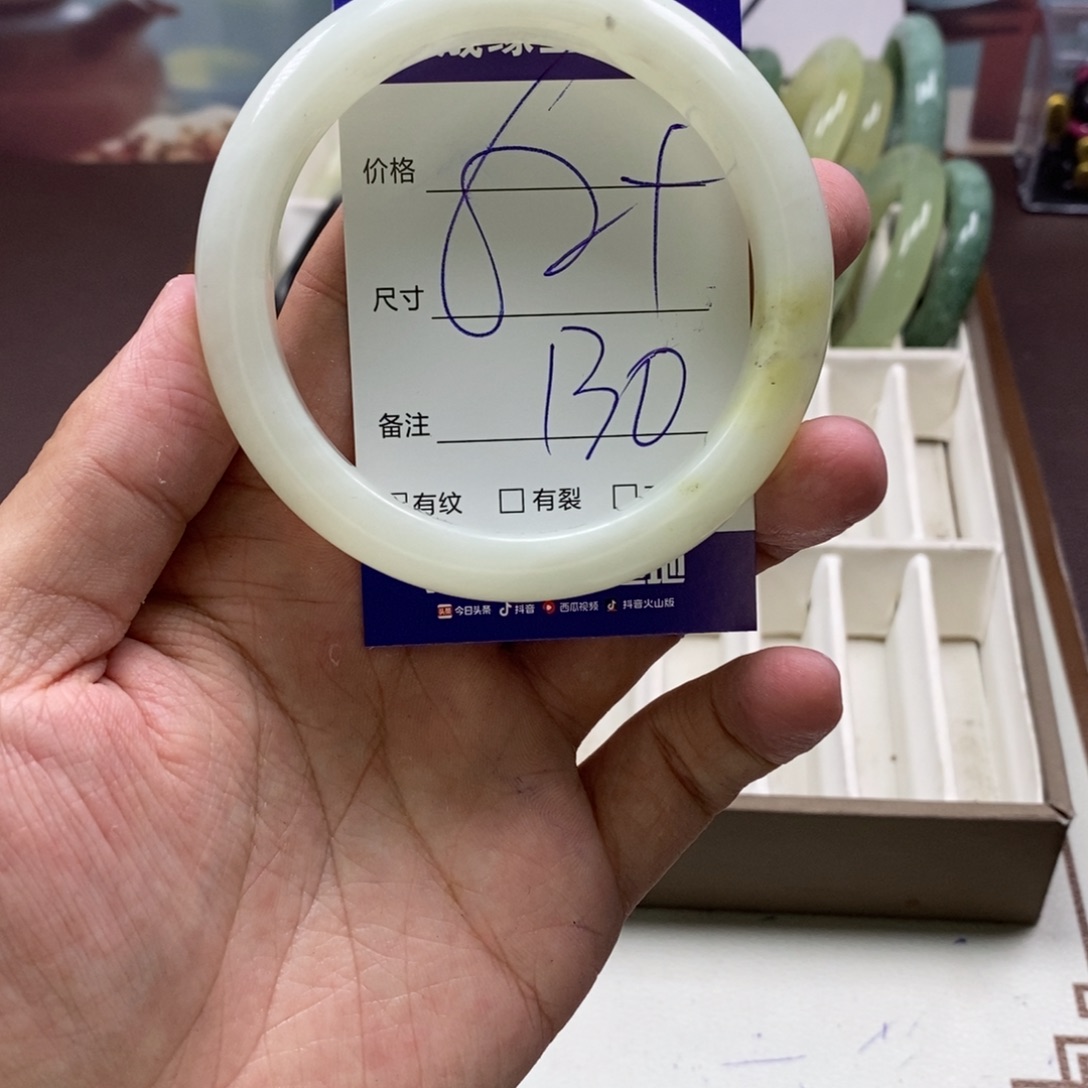 价格
尺寸
备注 130
有纹 □有裂
今日头条 抖音 西瓜视频 抖音火山版